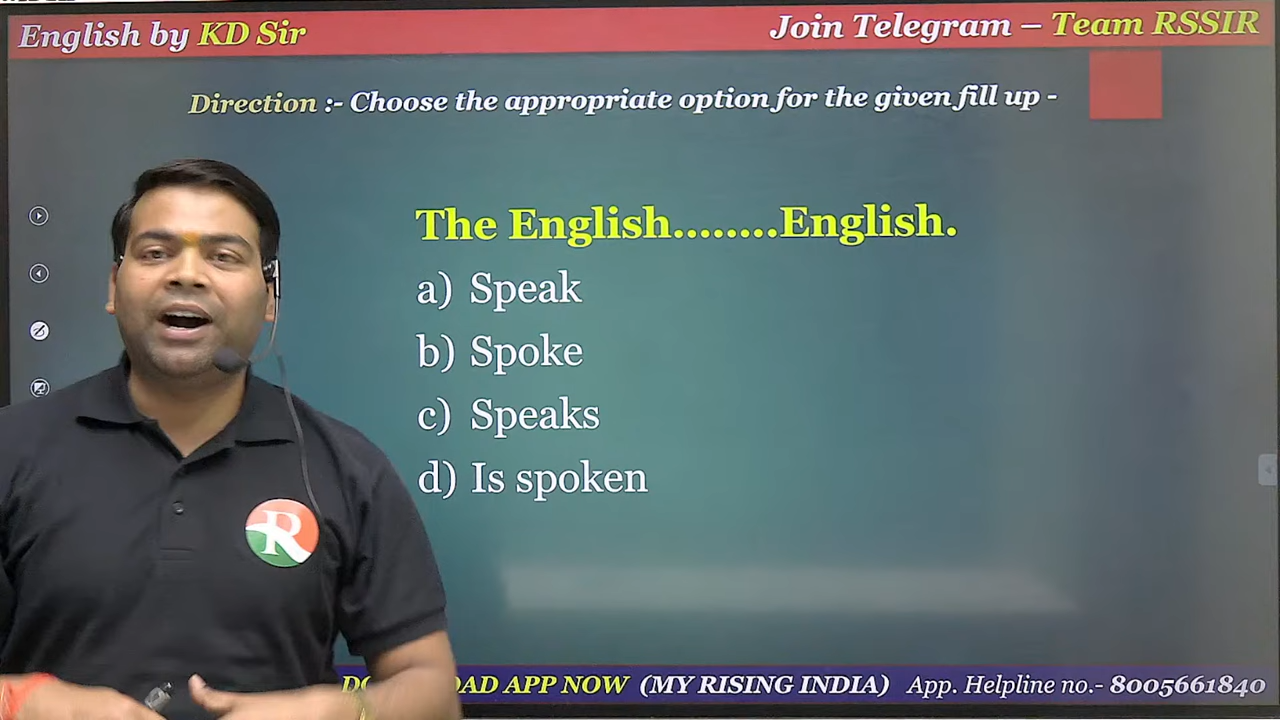 English by KD Sir
Join Telegram – Team RSSIR
Direction :- Choose the appropriate option for the given fill up -
The English........English.
a) Speak
b) Spoke
c) Speaks
d) Is spoken
R
APP NOW (MY RISING INDIA) App. Helpline no.- 8005661840